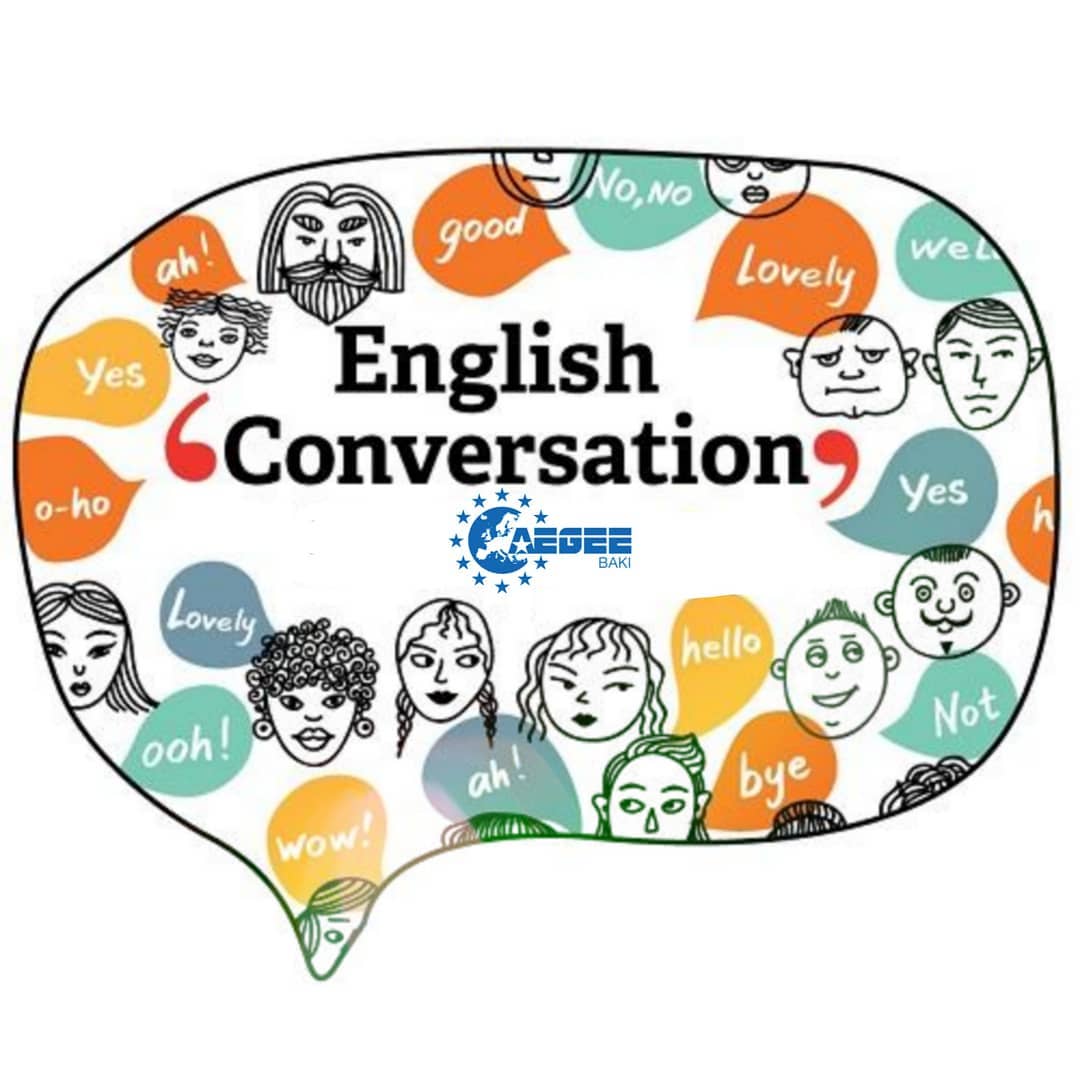 good
No,No
ah!
Lovely
Yes
English
‘Conversation’
o-ho
Yes
AEGEE
BAKI
Lovely
hello
ooh!
Not
ah!
bye
wow!